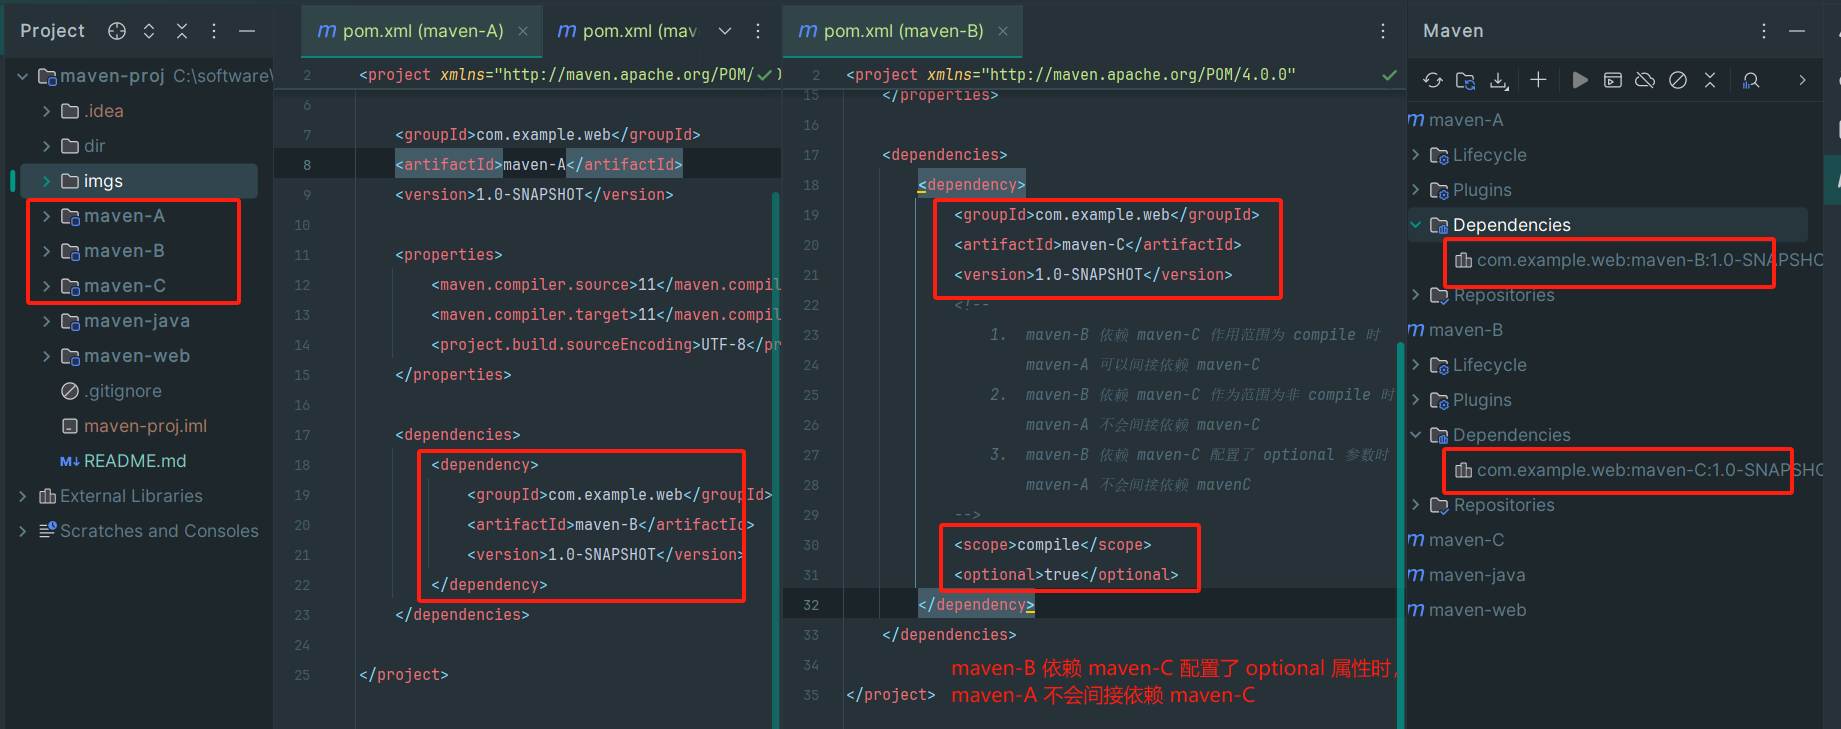 Project
maven-proj C:\software\
.idea
dir
imgs
maven-A
maven-B
maven-C
maven-java
maven-web
.gitignore
maven-proj.iml
M↓ README.md
External Libraries
Scratches and Consoles
m pom.xml (maven-A) ×
m pom.xml (mav
2 <project xmlns="http://maven.apache.org/POM/
6
7 <groupId>com.example.web</groupId>
8 <artifactId>maven-A</artifactId>
9 <version>1.0-SNAPSHOT</version>
10
11 <properties>
12 <maven.compiler.source>11</maven.compil
13 <maven.compiler.target>11</maven.compil
14 <project.build.sourceEncoding>UTF-8</pr
15 </properties>
16
17 <dependencies>
18 <dependency>
19 <groupId>com.example.web</groupId>
20 <artifactId>maven-B</artifactId>
21 <version>1.0-SNAPSHOT</version>
22 </dependency>
23 </dependencies>
24
25 </project>
m pom.xml (maven-B) ×
2 <project xmlns="http://maven.apache.org/POM/4.0.0"
15 </properties>
16
17 <dependencies>
18 <dependency>
19 <groupId>com.example.web</groupId>
20 <artifactId>maven-C</artifactId>
21 <version>1.0-SNAPSHOT</version>
22 <!--
23 1. maven-B 依赖 maven-C 作用范围为 compile 时
24 maven-A 可以间接依赖 maven-C
25 2. maven-B 依赖 maven-C 作为范围为非 compile 时
26 maven-A 不会间接依赖 maven-C
27 3. maven-B 依赖 maven-C 配置了 optional 参数时
28 maven-A 不会间接依赖 mavenC
29 -->
30 <scope>compile</scope>
31 <optional>true</optional>
32 </dependency>
33 </dependencies>
34
35 </project>
maven-B 依赖 maven-C 配置了 optional 属性时,
maven-A 不会间接依赖 maven-C
Maven
m maven-A
Lifecycle
Plugins
Dependencies
com.example.web:maven-B:1.0-SNAPSHO
Repositories
m maven-B
Lifecycle
Plugins
Dependencies
com.example.web:maven-C:1.0-SNAPSHO
Repositories
m maven-C
m maven-java
m maven-web